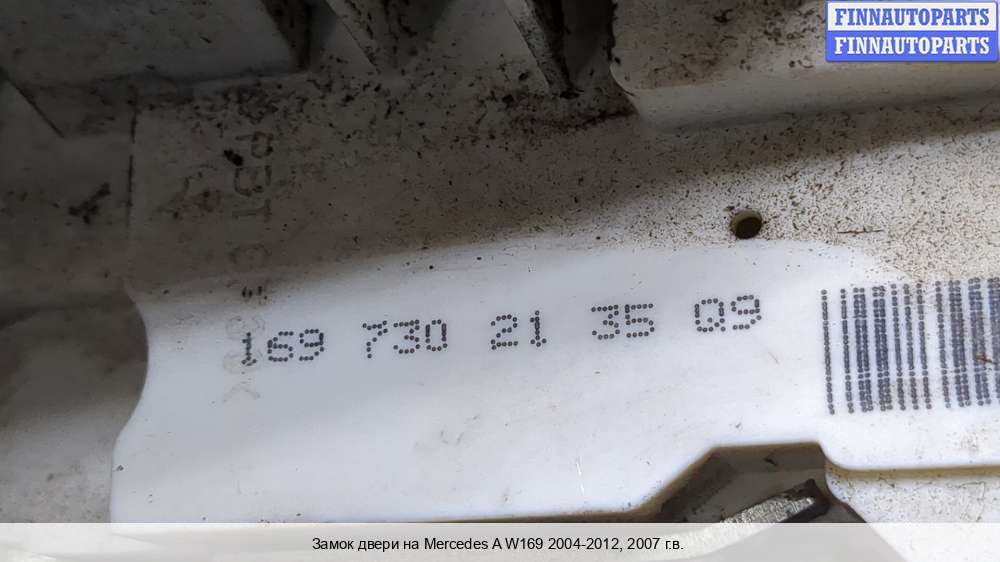 FINNAUTOPARTS
FINNAUTOPARTS
169 730 21 35 Q9
Замок двери на Mercedes A W169 2004-2012, 2007 г.в.